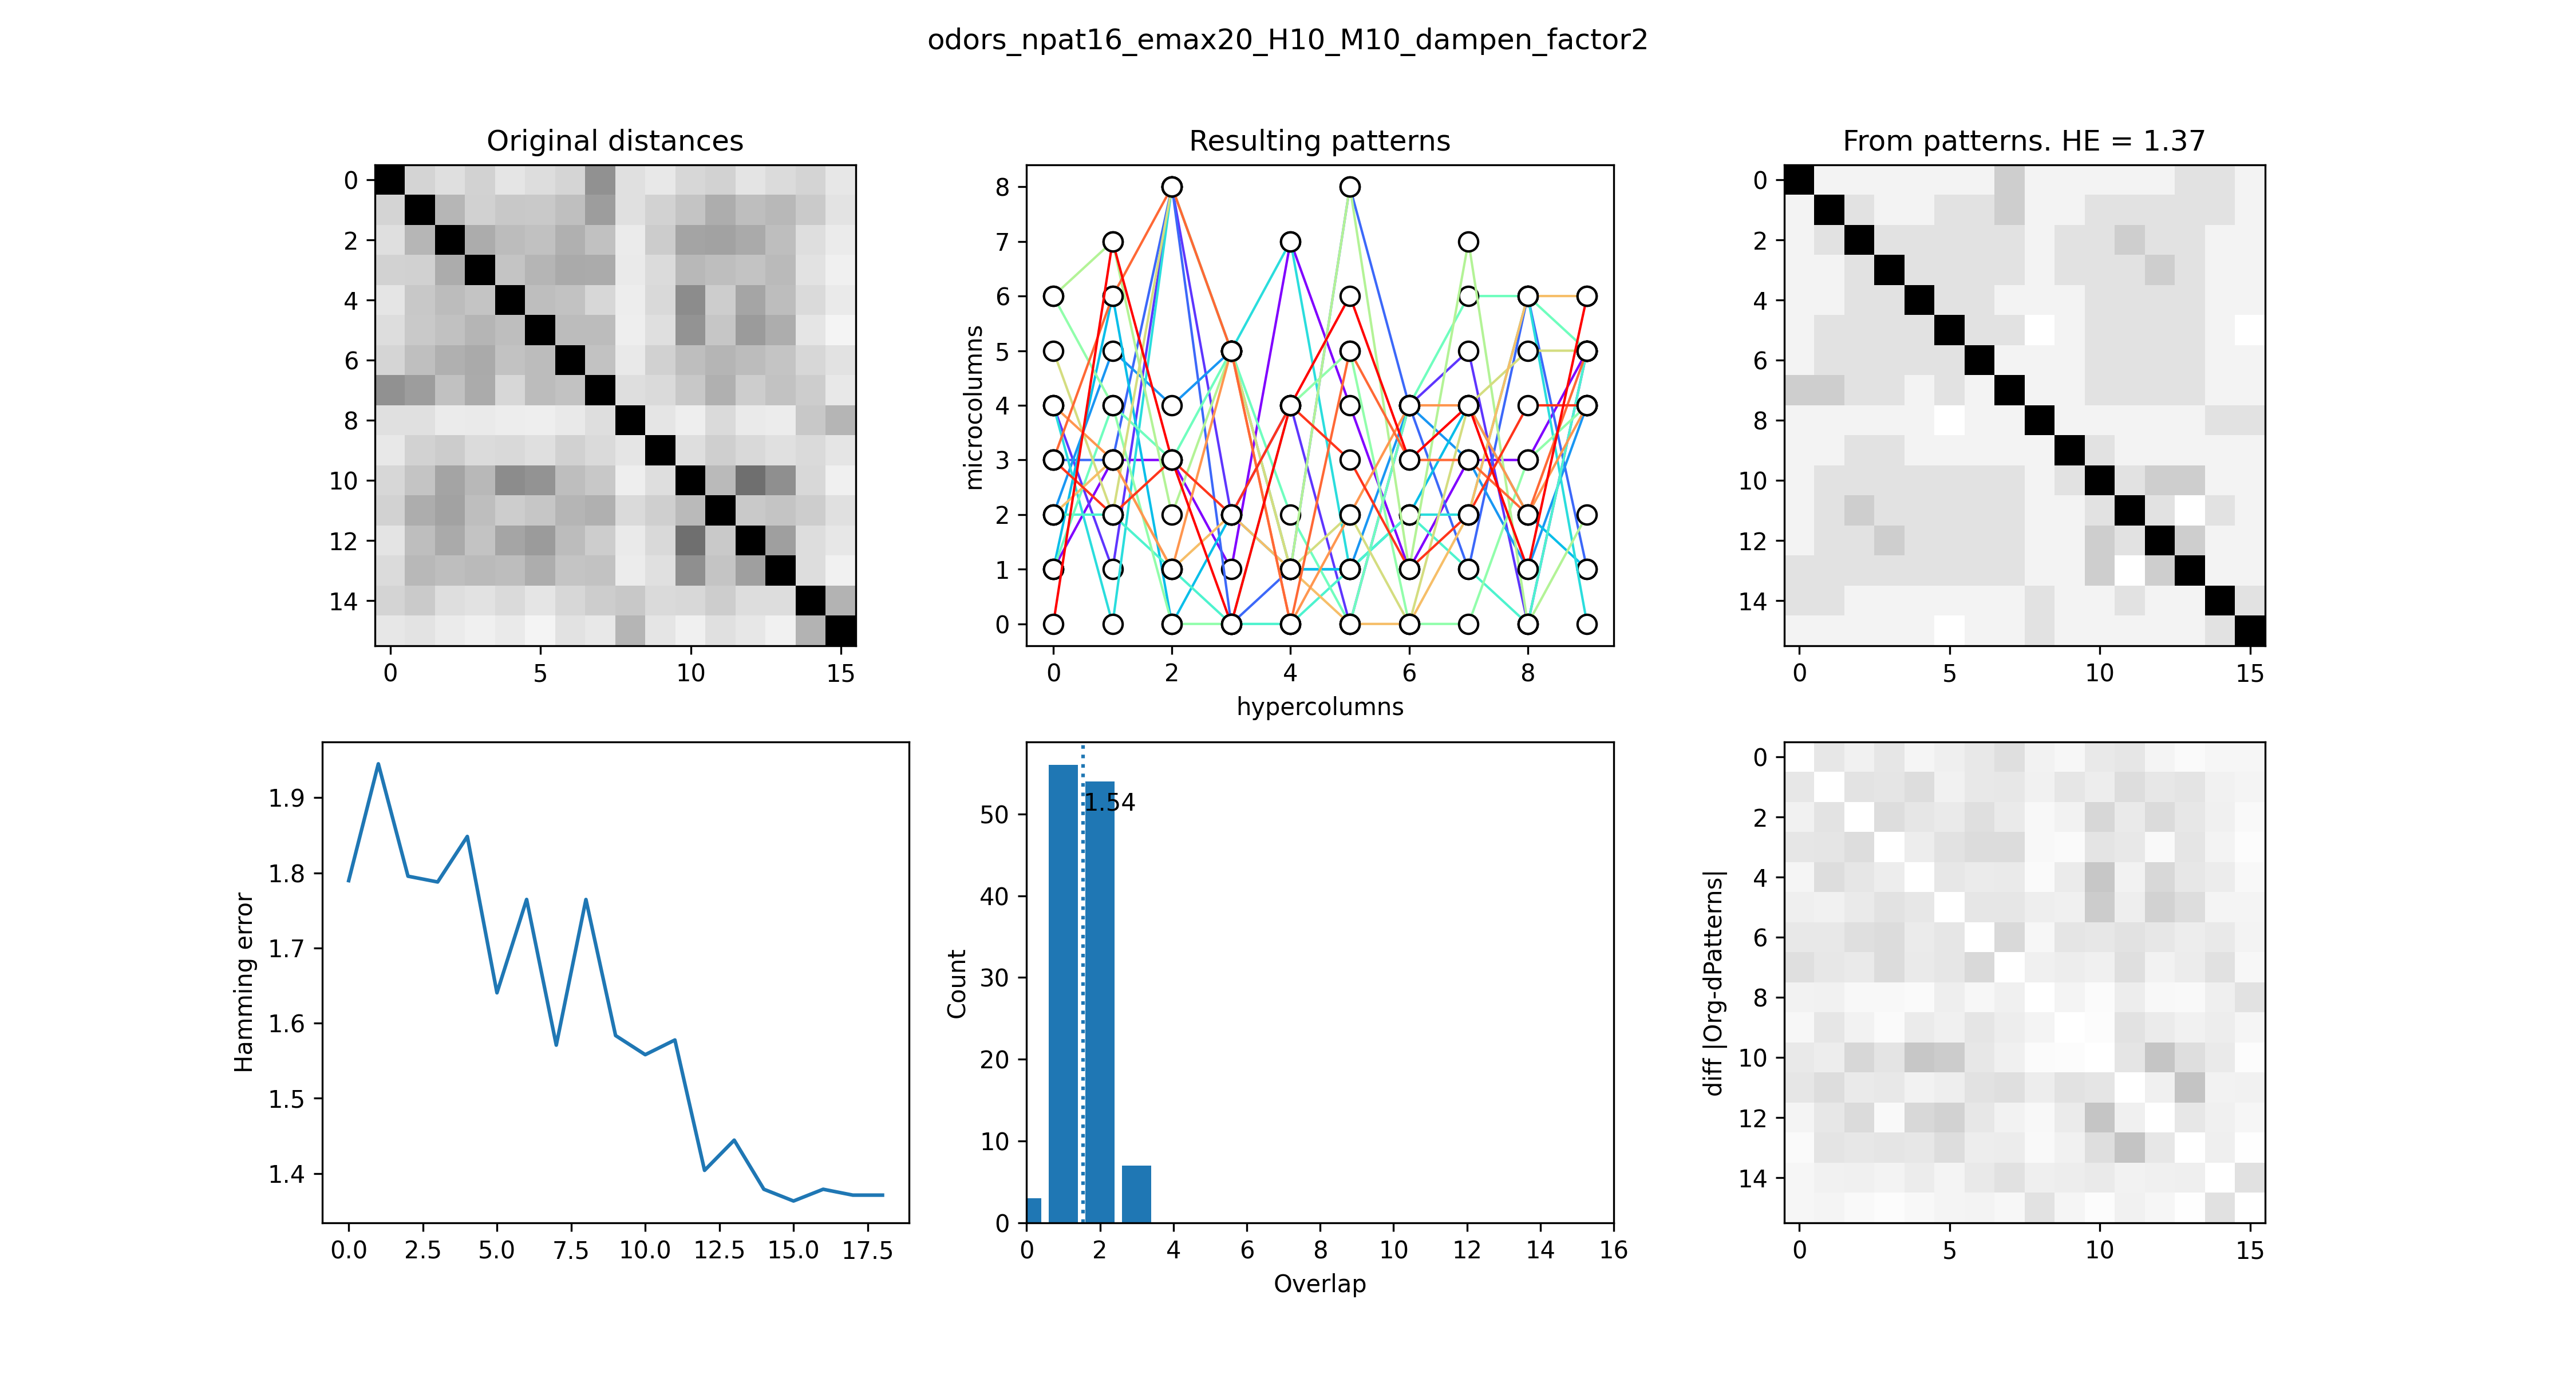 odors_npat16_emax20_H10_M10_dampen_factor2
Original distances
0
2
4
6
8
10
12
14
0 5 10 15
Resulting patterns
microcolumns
8
7
6
5
4
3
2
1
0
0 2 4 6 8
hypercolumns
From patterns. HE = 1.37
0
2
4
6
8
10
12
14
0 5 10 15
Hamming error
1.9
1.8
1.7
1.6
1.5
1.4
0.0 2.5 5.0 7.5 10.0 12.5 15.0 17.5
Count
50
40
30
20
10
0
1.54
0 2 4 6 8 10 12 14 16
Overlap
diff |Org-dPatterns|
0
2
4
6
8
10
12
14
0 5 10 15